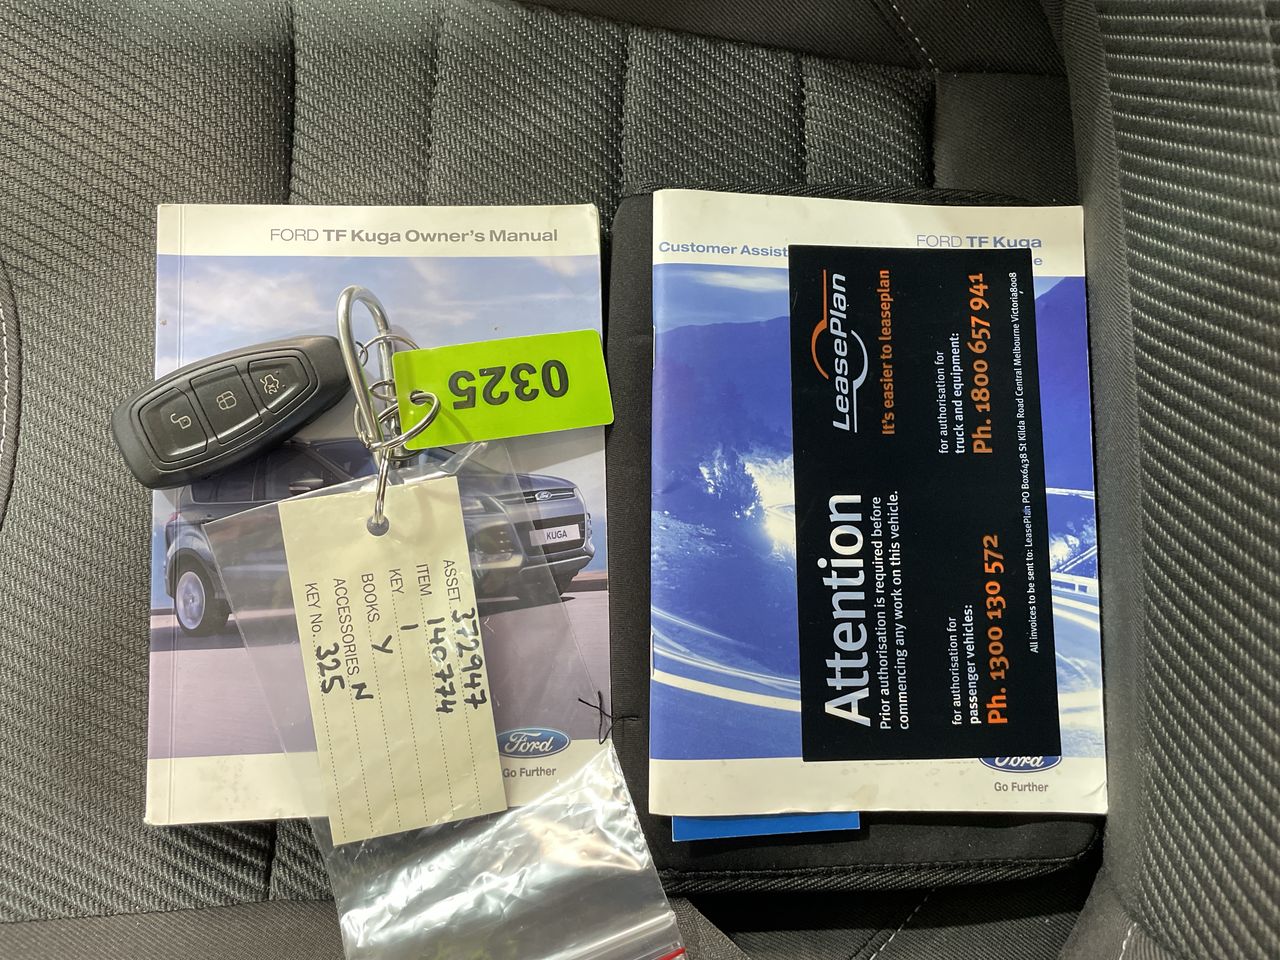 FORD TF Kuga Owner's Manual
KUGA
Ford
Go Further
0325
ASSET 372947
ITEM 140774
KEY 1
BOOKS Y
ACCESSORIES N
KEY No. 325
FORD TF Kuga
Customer Assist
Ford
Go Further
LeasePlan
It's easier to leaseplan
Attention
Prior authorisation is required before
commencing any work on this vehicle.
for authorisation for
passenger vehicles:
Ph. 1300 130 572
for authorisation for
truck and equipment:
Ph. 1800 657 941
All invoices to be sent to: LeasePlan PO Box6438 St Kilda Road Central Melbourne Victoria8008